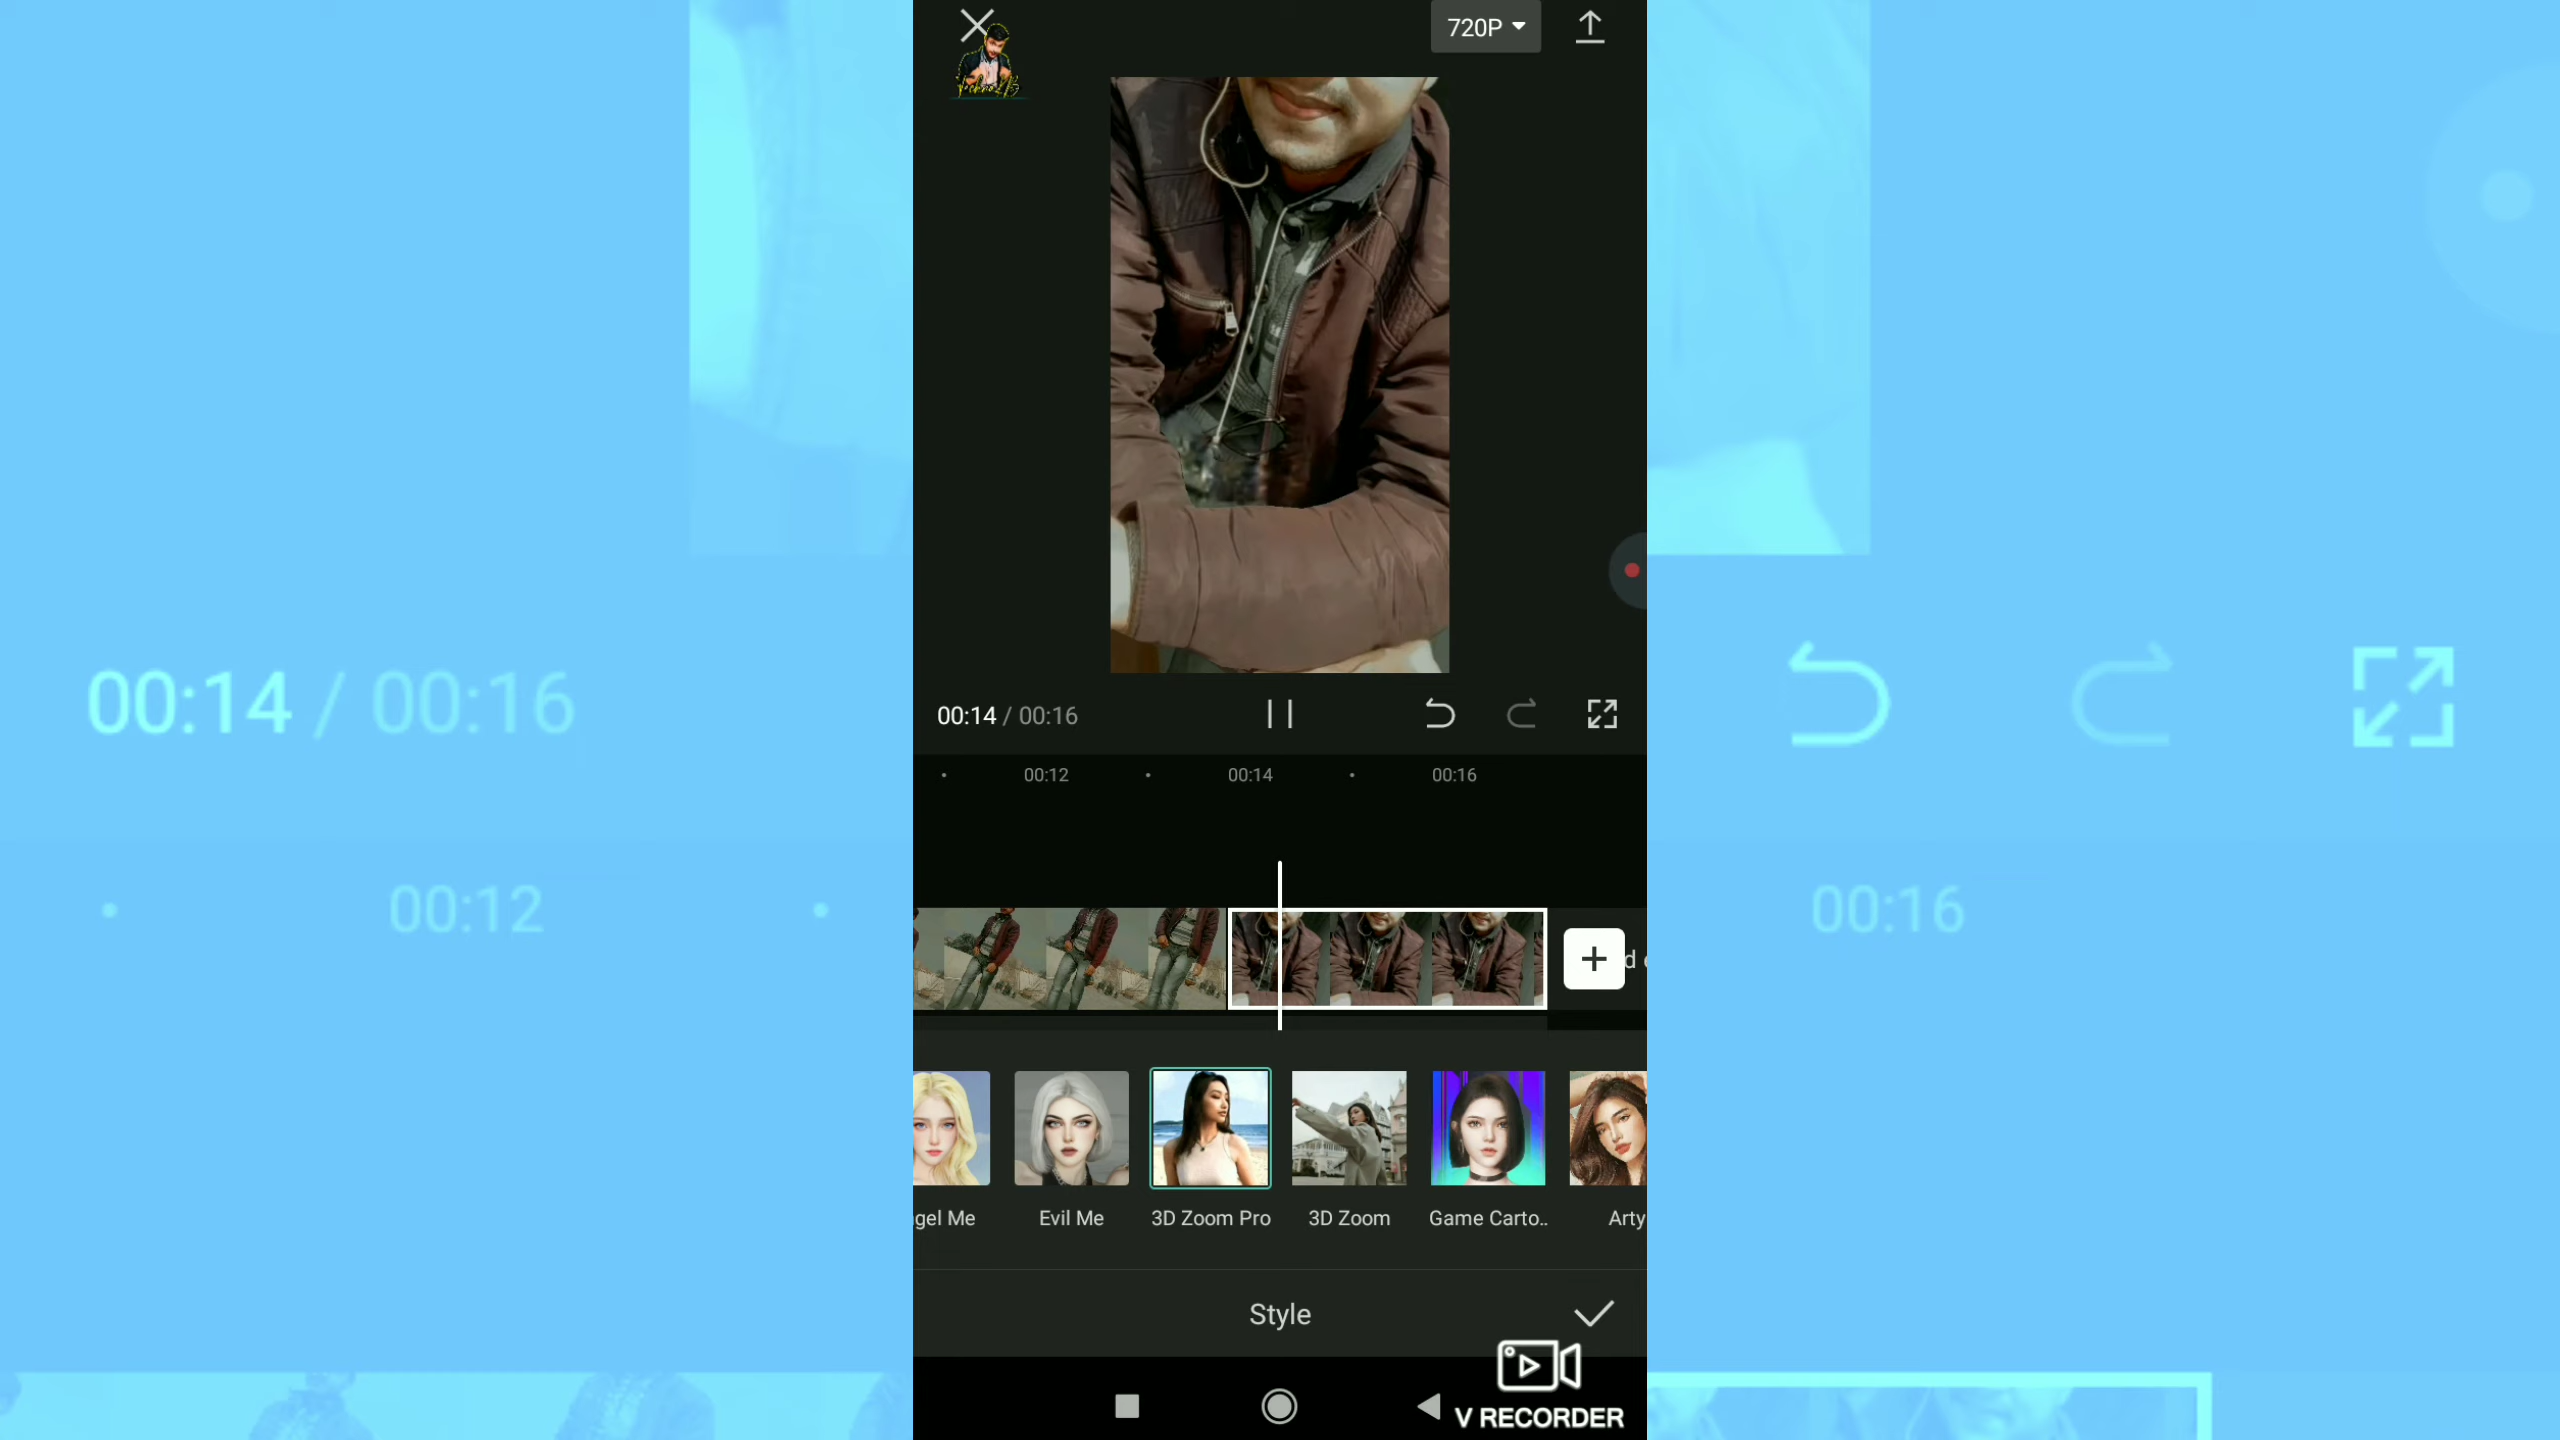 720P
00:14 / 00:16
00:14 / 00:16
00:12
00:14
00:16
00:12
00:16
gel Me
Evil Me
3D Zoom Pro
3D Zoom
Game Carto..
Arty
Style
V RECORDER